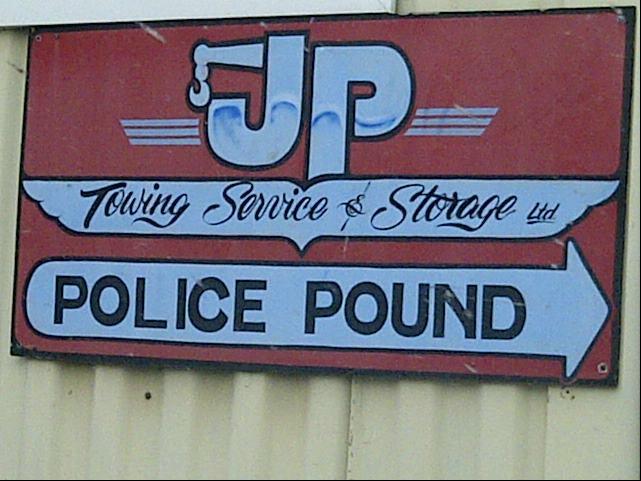 JP
Towing Service & Storage Ltd
POLICE POUND